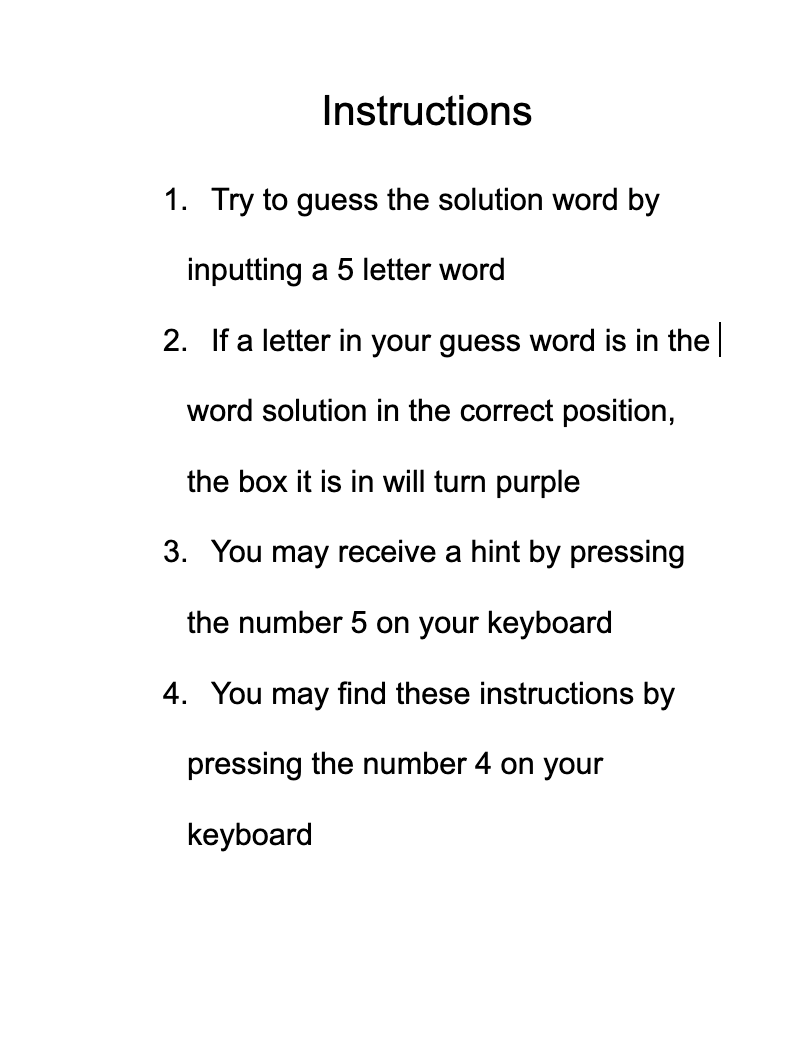 Instructions
1. Try to guess the solution word by
inputting a 5 letter word
2. If a letter in your guess word is in the
word solution in the correct position,
the box it is in will turn purple
3. You may receive a hint by pressing
the number 5 on your keyboard
4. You may find these instructions by
pressing the number 4 on your
keyboard